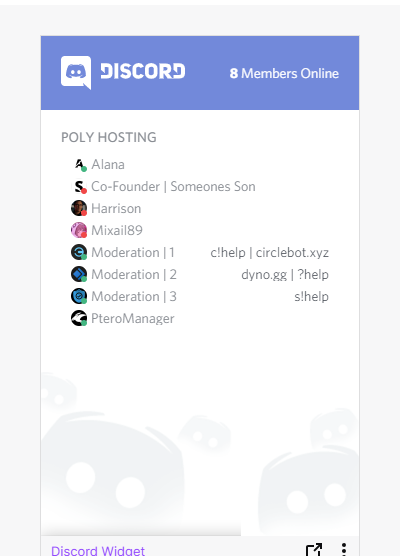 DISCORD 8 Members Online
POLY HOSTING
Alana
Co-Founder | Someones Son
Harrison
Mixail89
Moderation | 1 c!help | circlebot.xyz
Moderation | 2 dyno.gg | ?help
Moderation | 3 s!help
PteroManager
Discord Widget